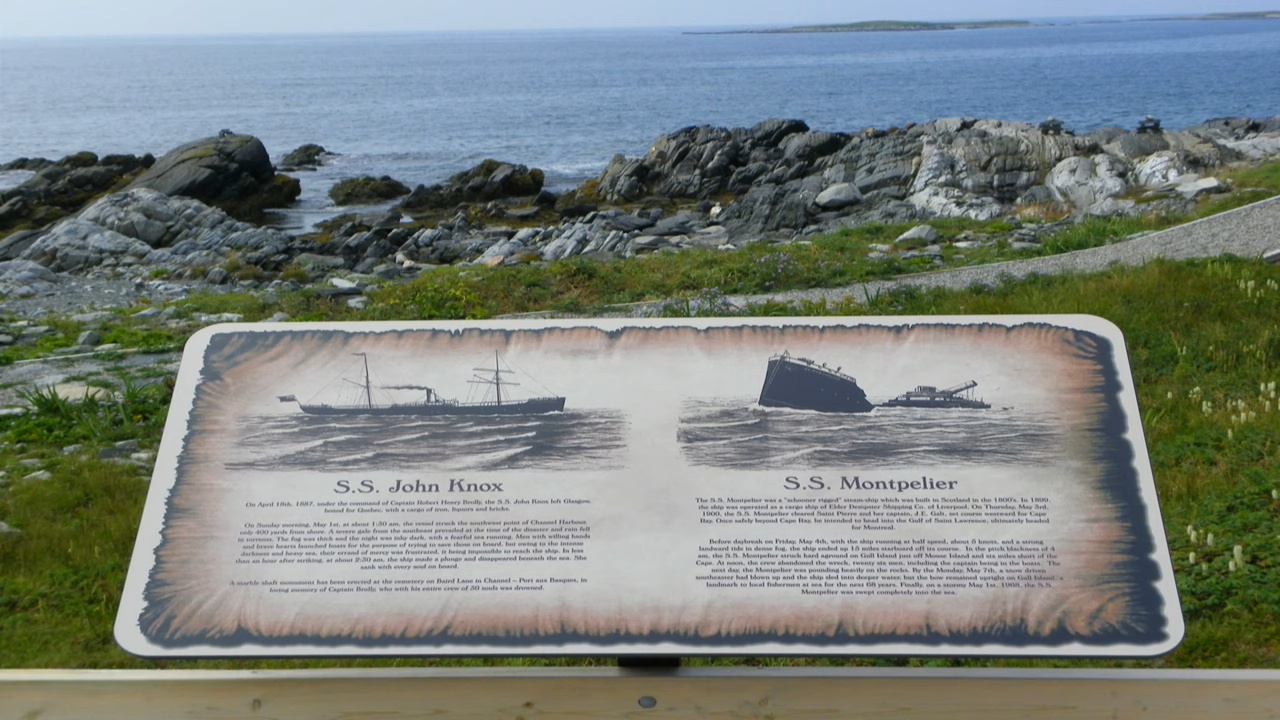 S.S. John Knox
On April 18th, 1887, under the command of Captain Robert Henry Brolly, the S.S. John Knox left Glasgow,
bound for Quebec, with a cargo of iron, liquors and bricks.
On Sunday morning, May 1st, at about 1:30 am, the vessel struck the southwest point of Channel Harbour,
only 400 yards from shore. A severe gale from the southeast prevailed at the time of the disaster and rain fell
in torrents. The fog was thick and the night was inky dark, with a fearful sea running. Men with willing hands
and brave hearts launched boats for the purpose of trying to save those on board, but owing to the intense
darkness and heavy sea, their errand of mercy was frustrated, it being impossible to reach the ship. In less
than an hour after striking, at about 2:30 am, the ship made a plunge and disappeared beneath the sea. She
sank with every soul on board.
A marble shaft monument has been erected at the cemetery on Baird Lane in Channel – Port aux Basques, in
loving memory of Captain Brolly, who with his entire crew of 30 souls was drowned.
S.S. Montpelier
The S.S. Montpelier was a "schooner rigged" steam-ship which was built in Scotland in the 1800's. In 1899,
the ship was operated as a cargo ship of Elder Dempster Shipping Co. of Liverpool. On Thursday, May 3rd,
1900, the S.S. Montpelier cleared Saint Pierre and her captain, J.E. Gab, set course westward for Cape
Ray. Once safely beyond Cape Ray, he intended to head into the Gulf of Saint Lawrence, ultimately headed
for Montreal.
Before daybreak on Friday, May 4th, with the ship running at half speed, about 5 knots, and a strong
landward tide in dense fog, the ship ended up 15 miles starboard off its course. In the pitch blackness of 4
am, the S.S. Montpelier struck hard aground on Gull Island just off Mouse Island and six miles short of the
Cape. At noon, the crew abandoned the wreck, twenty six men, including the captain being in the boats. The
next day, the Montpelier was pounding heavily on the rocks. By the Monday, May 7th, a snow driven
southeaster had blown up and the ship slid into deeper water, but the bow remained upright on Gull Island, a
landmark to local fishermen at sea for the next 68 years. Finally, on a stormy May 1st, 1968, the S.S.
Montpelier was swept completely into the sea.